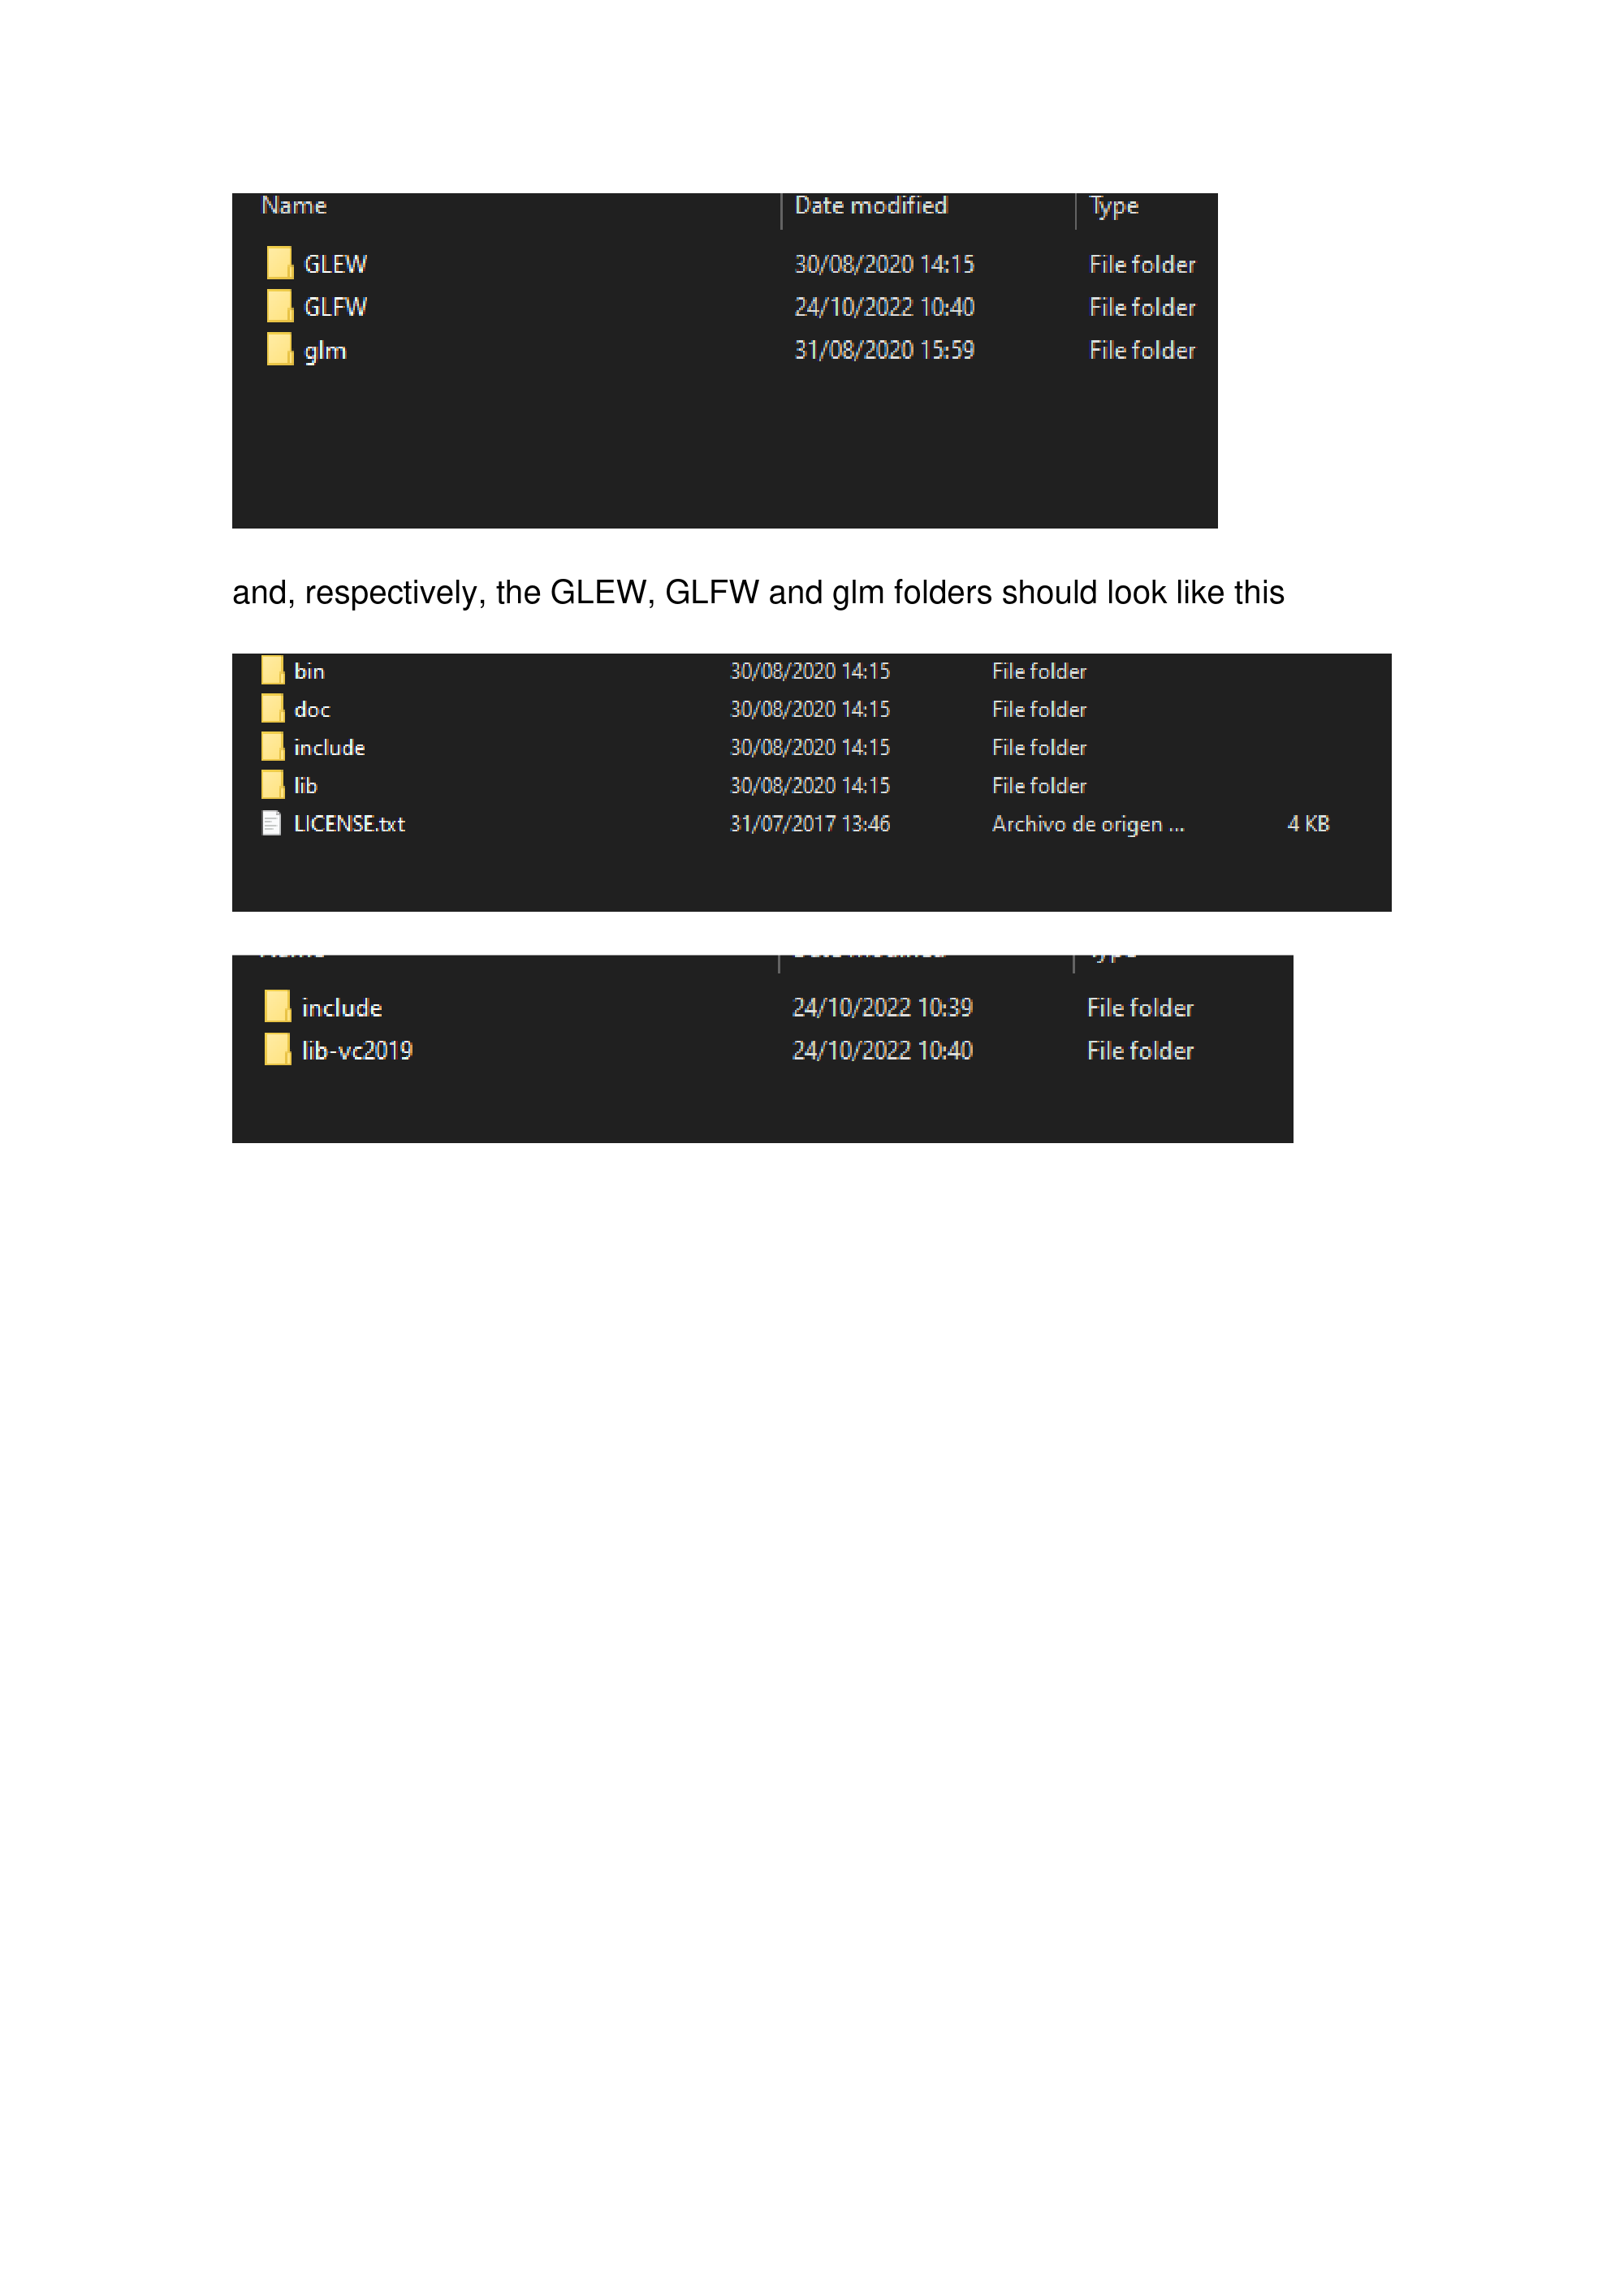 Name Date modified Type
GLEW 30/08/2020 14:15 File folder
GLFW 24/10/2022 10:40 File folder
glm 31/08/2020 15:59 File folder
and, respectively, the GLEW, GLFW and glm folders should look like this
bin 30/08/2020 14:15 File folder
doc 30/08/2020 14:15 File folder
include 30/08/2020 14:15 File folder
lib 30/08/2020 14:15 File folder
LICENSE.txt 31/07/2017 13:46 Archivo de origen ... 4 KB
include 24/10/2022 10:39 File folder
lib-vc2019 24/10/2022 10:40 File folder